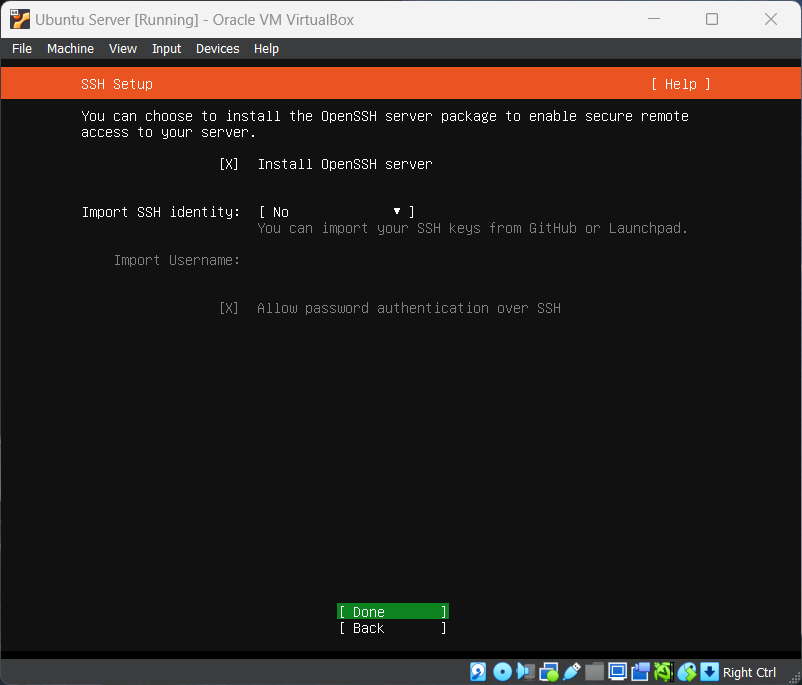 Ubuntu Server [Running] - Oracle VM VirtualBox
File Machine View Input Devices Help
SSH Setup [ Help ]
You can choose to install the OpenSSH server package to enable secure remote
access to your server.
[X] Install OpenSSH server
Import SSH identity: [ No ▾ ]
You can import your SSH keys from GitHub or Launchpad.
Import Username:
[X] Allow password authentication over SSH
[ Done ]
[ Back ]
Right Ctrl